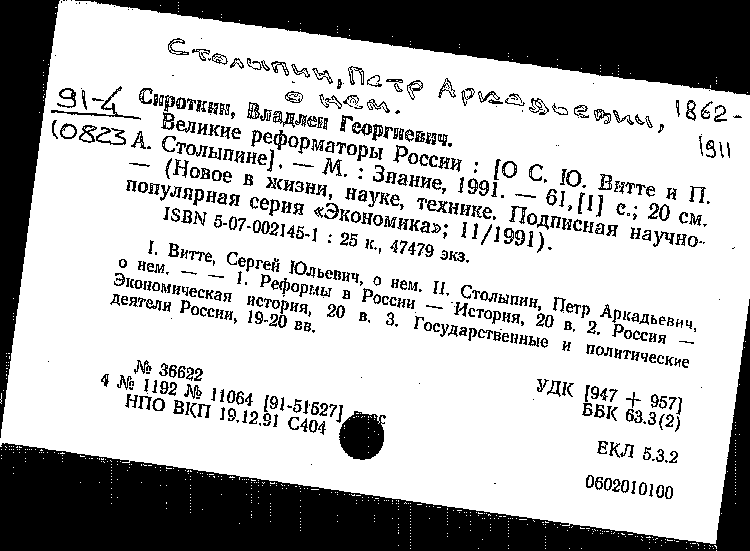 Столыпин, Петр Аркадьевич, 1862-
1911
о нем.
91-4
10823
Сироткин, Владлен Георгиевич.
Великие реформаторы России : [О С. Ю. Витте и П.
А. Столыпине]. — М. : Знание, 1991. — 61,[1] с.; 20 см.
— (Новое в жизни, науке, технике. Подписная научно-
популярная серия «Экономика»; 11/1991).
ISBN 5-07-002145-1 : 25 к., 47479 экз.
I. Витте, Сергей Юльевич, о нем. II. Столыпин, Петр Аркадьевич,
о нем. — — 1. Реформы в России — История, 20 в. 2. Россия —
Экономическая история, 20 в. 3. Государственные и политические
деятели России, 19-20 вв.
№ 36622
4 № 1192 № 11064 [91-51527]
НПО ВКП 19.12.91 С404
УДК [947 + 957]
ББК 63.3(2)
ЕКЛ 5.3.2
0602010100